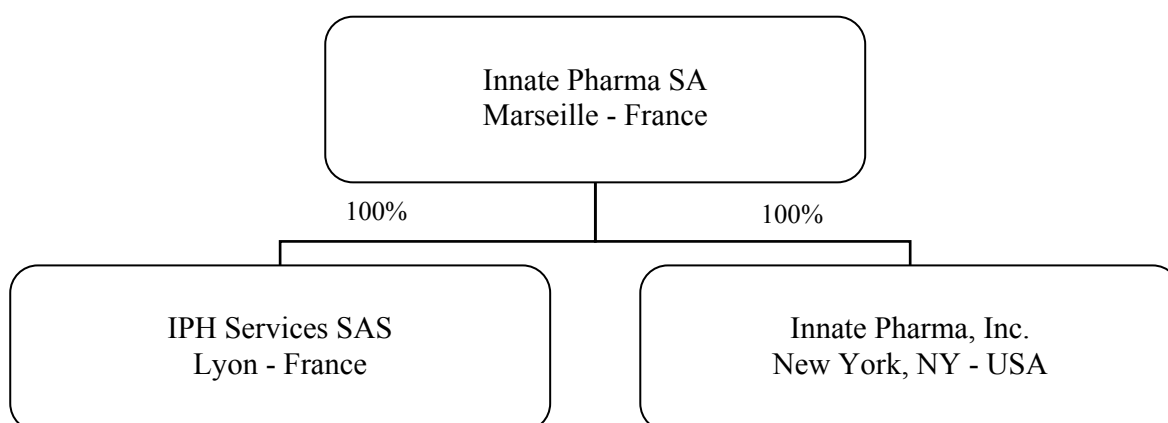 Innate Pharma SA
Marseille - France
100%
100%
IPH Services SAS
Lyon - France
Innate Pharma, Inc.
New York, NY - USA